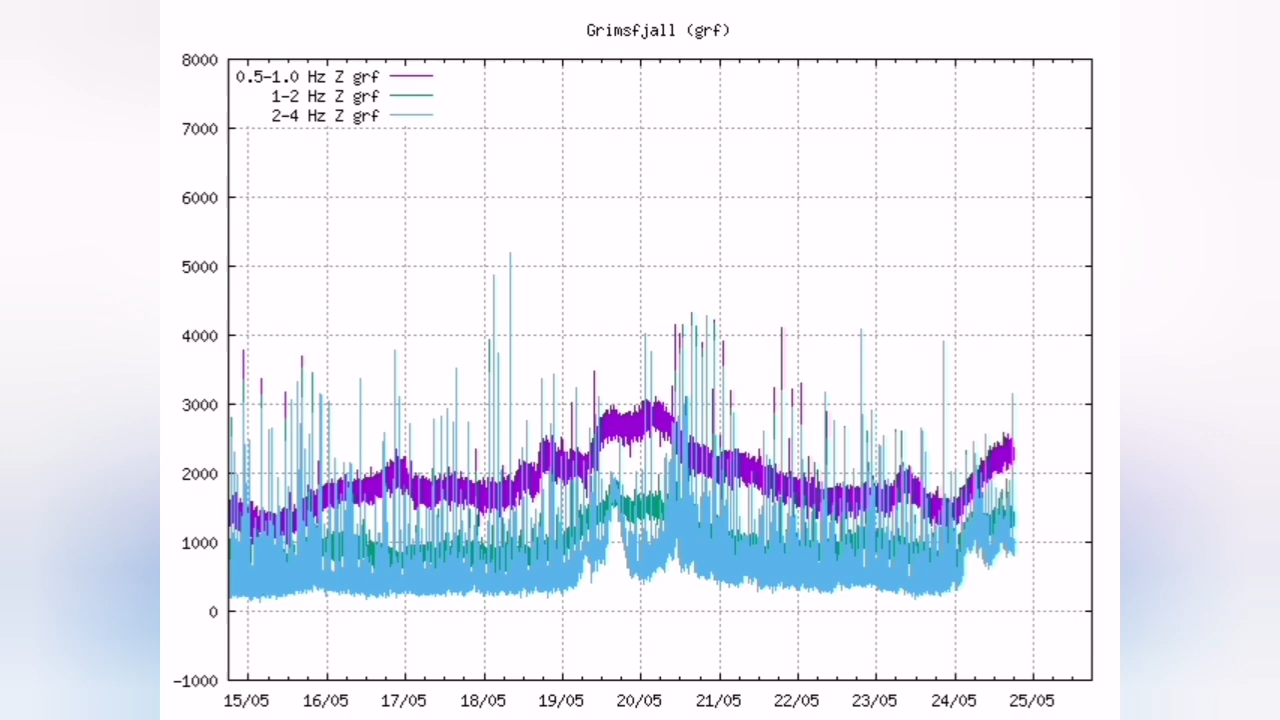 Grimsfjall (grf)
8000
0.5-1.0 Hz Z grf
1-2 Hz Z grf
2-4 Hz Z grf
7000
6000
5000
4000
3000
2000
1000
0
-1000
15/05 16/05 17/05 18/05 19/05 20/05 21/05 22/05 23/05 24/05 25/05